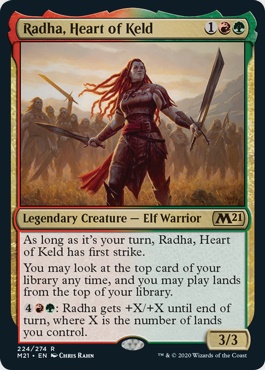 Radha, Heart of Keld 1
Legendary Creature — Elf Warrior M21
As long as it's your turn, Radha, Heart
of Keld has first strike.
You may look at the top card of your
library any time, and you may play lands
from the top of your library.
4 : Radha gets +X/+X until end of
turn, where X is the number of lands
you control.
3/3
224/274 R
M21 • EN Chris Rahn
™ & © 2020 Wizards of the Coast